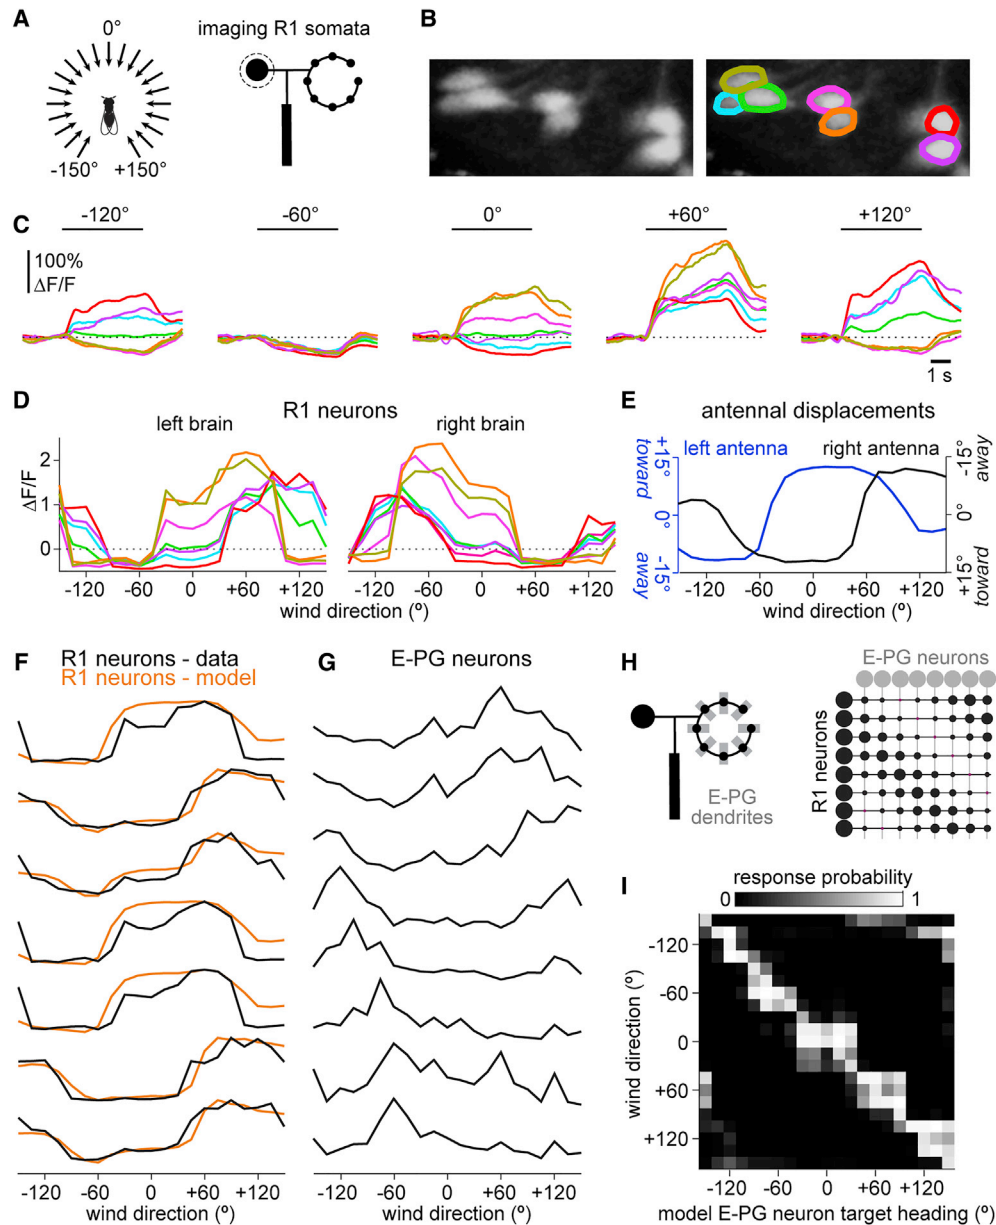 A
0°
-150°
+150°
imaging R1 somata
B
C
-120°
-60°
0°
+60°
+120°
100%
ΔF/F
1 s
D
R1 neurons
left brain
right brain
ΔF/F
2
1
0
-120
-60
0
+60
+120
-120
-60
0
+60
+120
wind direction (º)
E
antennal displacements
left antenna
right antenna
toward
away
+15°
0°
-15°
-15°
0°
+15°
away
toward
-120
-60
0
+60
+120
wind direction (º)
F
R1 neurons - data
R1 neurons - model
-120
-60
0
+60
+120
wind direction (º)
G
E-PG neurons
-120
-60
0
+60
+120
wind direction (º)
H
E-PG
dendrites
E-PG neurons
R1 neurons
I
response probability
0
1
wind direction (º)
-120
-60
0
+60
+120
-120
-60
0
+60
+120
model E-PG neuron target heading (º)